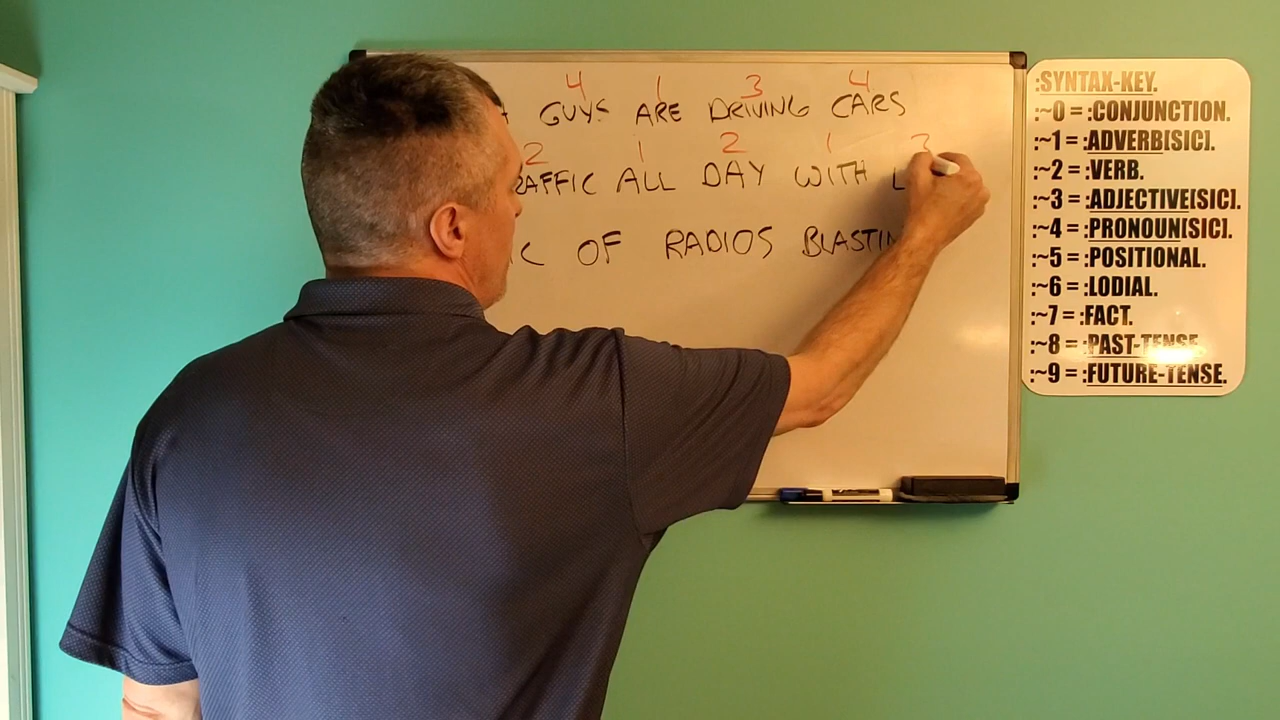 4 1 3 4
GUYS ARE DRIVING CARS
2 1 2 1 3
TRAFFIC ALL DAY WITH
OF RADIOS BLASTING
:SYNTAX-KEY.
:~0 = :CONJUNCTION.
:~1 = :ADVERB[SIC].
:~2 = :VERB.
:~3 = :ADJECTIVE[SIC].
:~4 = :PRONOUN[SIC].
:~5 = :POSITIONAL.
:~6 = :LODIAL.
:~7 = :FACT.
:~8 = :PAST-TENSE.
:~9 = :FUTURE-TENSE.